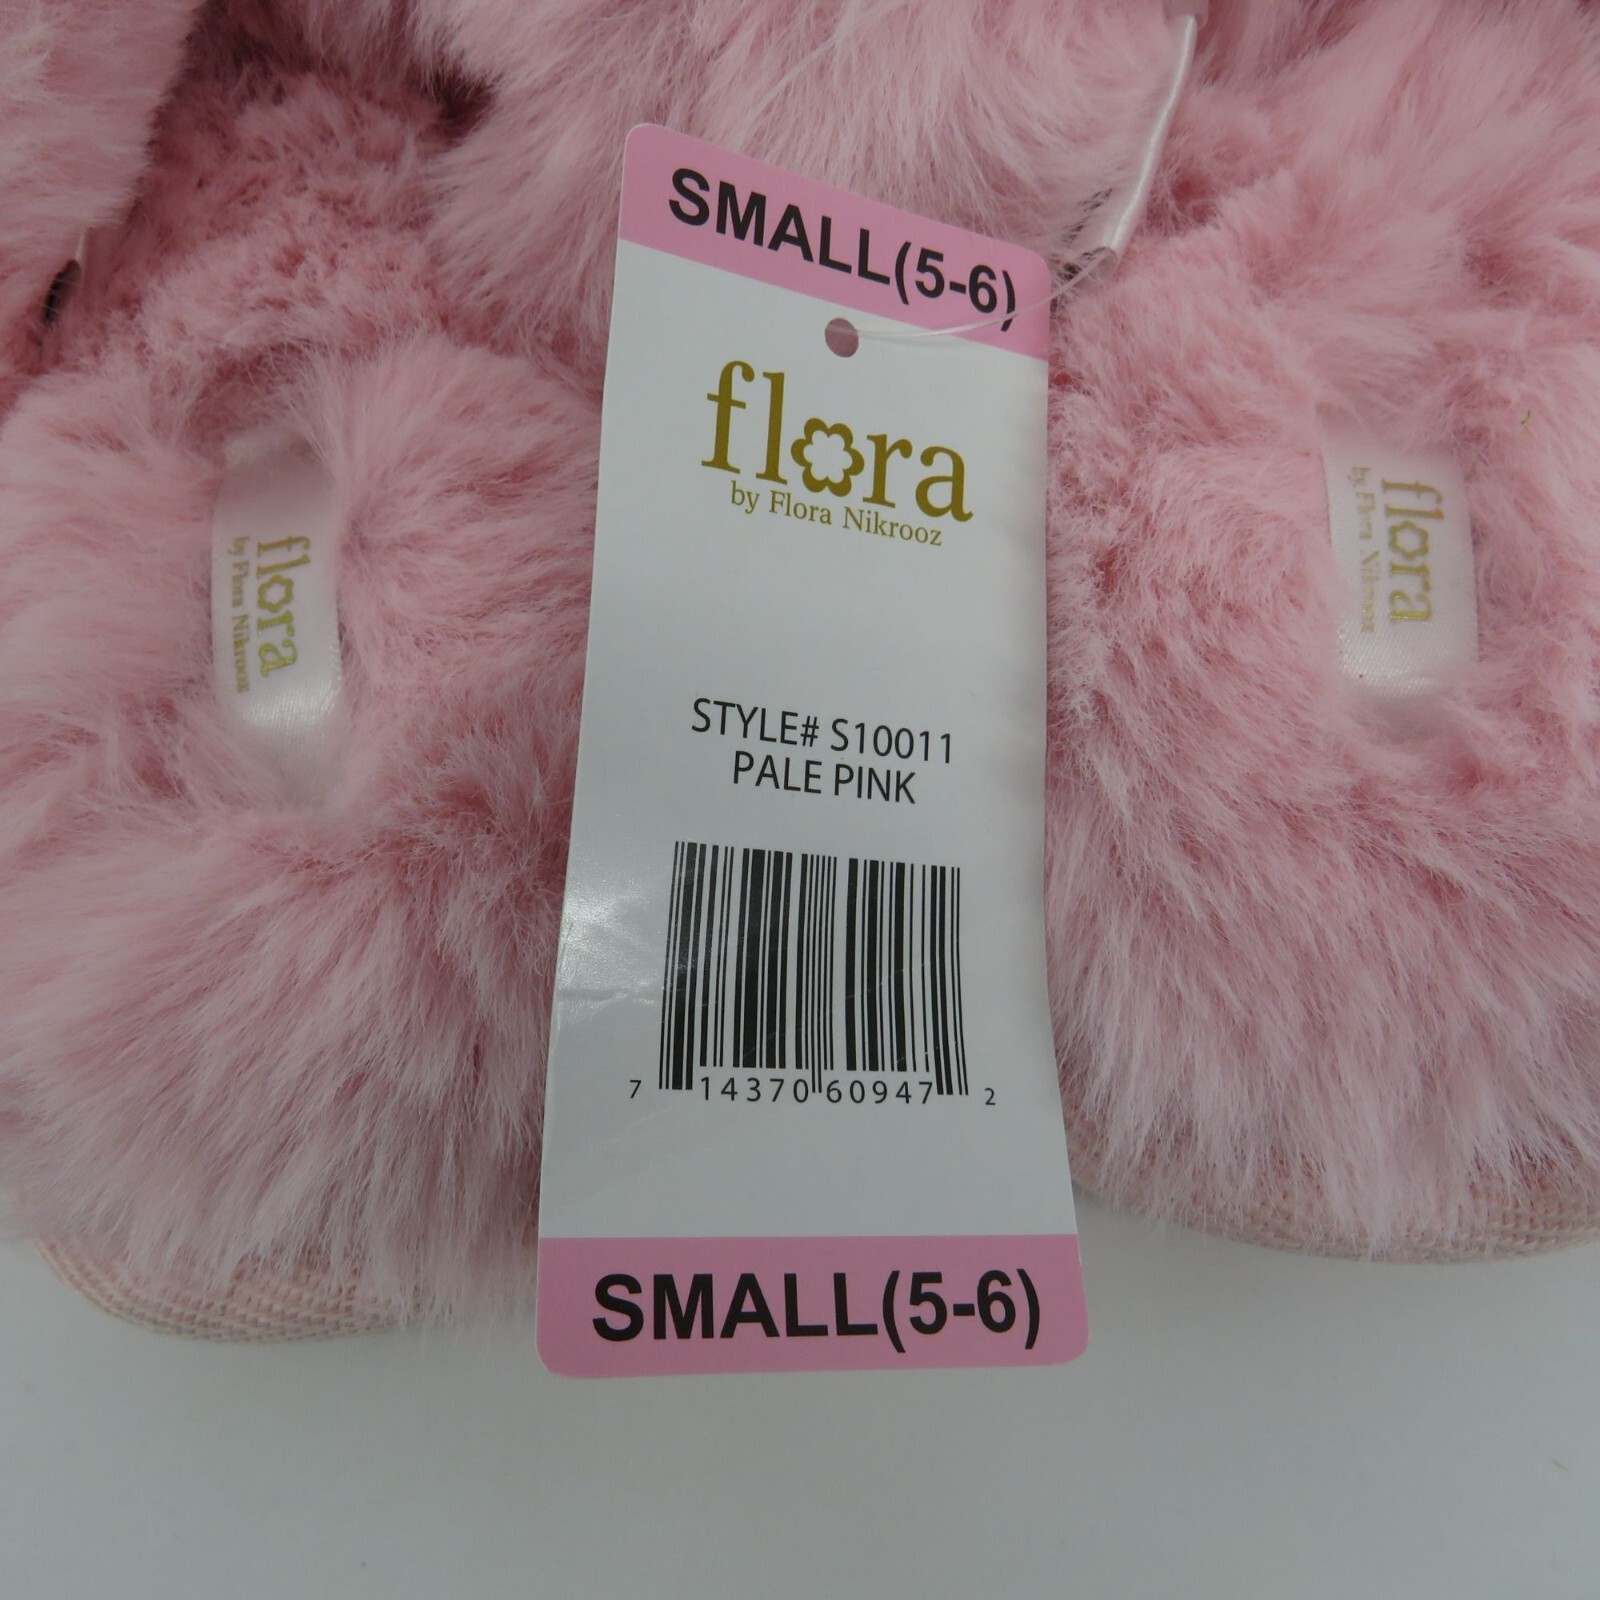 SMALL(5-6)
flora
by Flora Nikrooz
STYLE# S10011
PALE PINK
7 14370 60947 2
SMALL(5-6)
flora
by Flora Nikrooz
flora
by Flora Nikrooz